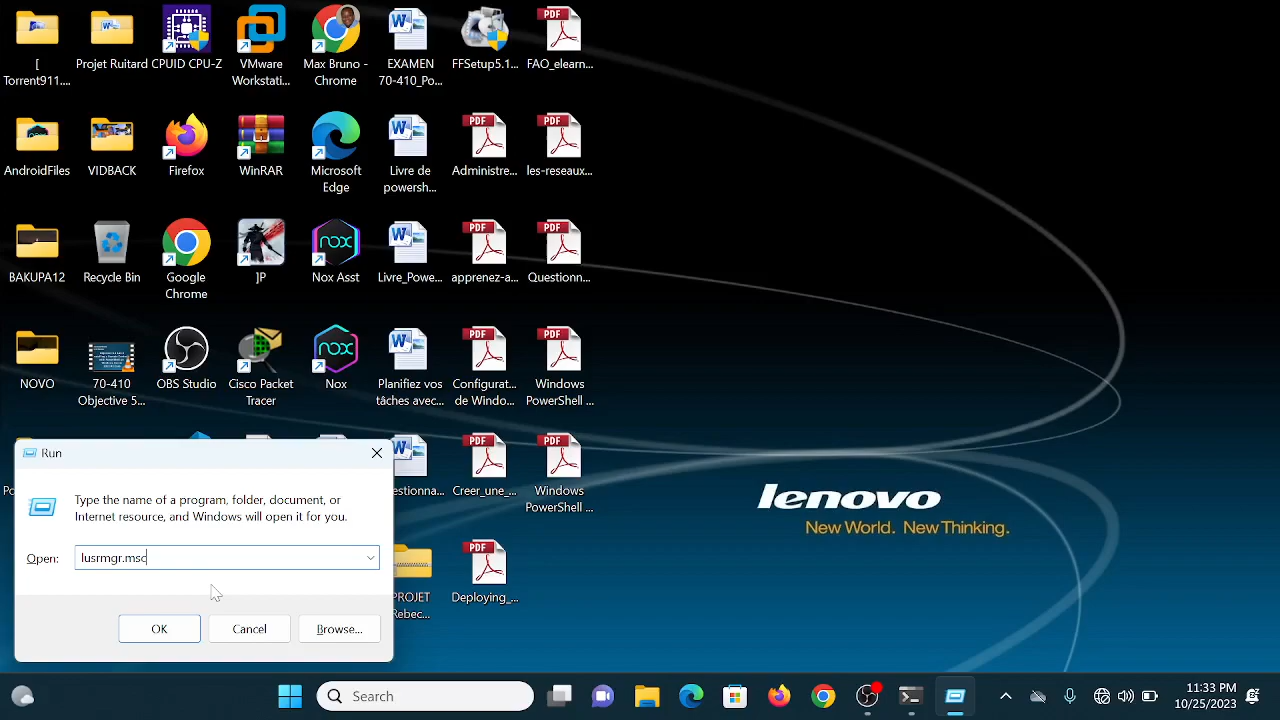 [
Torrent911...
Projet Ruitard
CPUID CPU-Z
VMware
Workstati...
Max Bruno -
Chrome
EXAMEN
70-410_Po...
FFSetup5.1...
FAO_elearn...
AndroidFiles
VIDBACK
Firefox
WinRAR
Microsoft
Edge
Livre de
powersh...
Administre...
les-reseaux...
BAKUPA12
Recycle Bin
Google
Chrome
JP
Nox Asst
Livre_Powe...
apprenez-a...
Questionn...
NOVO
70-410
Objective 5...
OBS Studio
Cisco Packet
Tracer
Nox
Planifiez vos
tâches avec...
Configurat...
de Windo...
Windows
PowerShell ...
Creer_une_...
Windows
PowerShell ...
PROJET
Rebec...
Deploying_...
Run
Type the name of a program, folder, document, or
Internet resource, and Windows will open it for you.
Open:
lusrmgr.msc
OK
Cancel
Browse...
lenovo
New World. New Thinking.
Search
11:33 PM
10/25/2023